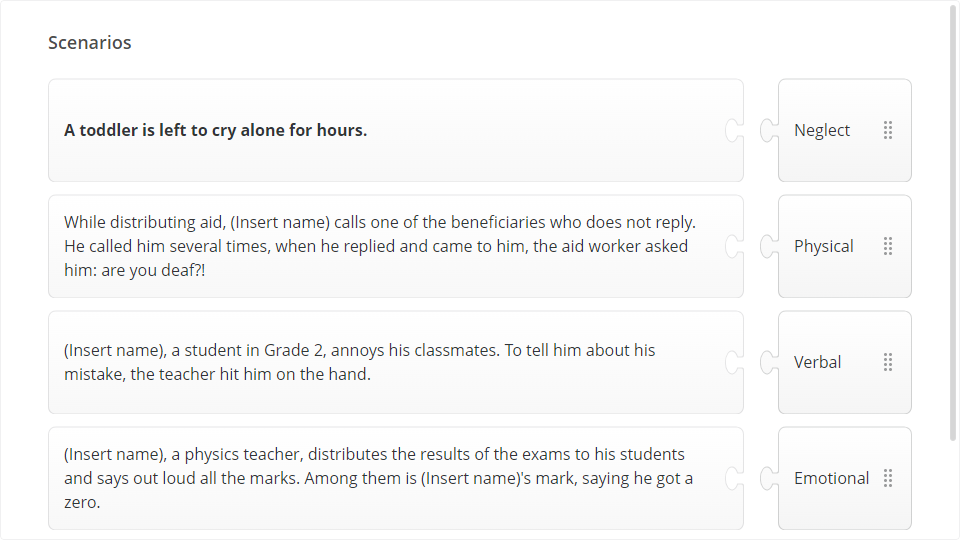 Scenarios
A toddler is left to cry alone for hours.
Neglect
While distributing aid, (Insert name) calls one of the beneficiaries who does not reply.
He called him several times, when he replied and came to him, the aid worker asked
him: are you deaf?!
Physical
(Insert name), a student in Grade 2, annoys his classmates. To tell him about his
mistake, the teacher hit him on the hand.
Verbal
(Insert name), a physics teacher, distributes the results of the exams to his students
and says out loud all the marks. Among them is (Insert name)'s mark, saying he got a
zero.
Emotional